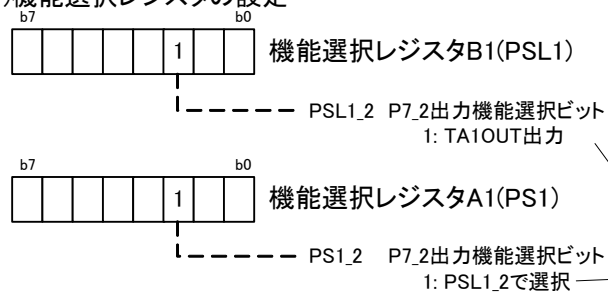 機能選択レジスタの設定
b7 b0
1 機能選択レジスタB1(PSL1)
PSL1_2 P7_2出力機能選択ビット
1: TA1OUT出力
b7 b0
1 機能選択レジスタA1(PS1)
PS1_2 P7_2出力機能選択ビット
1: PSL1_2で選択